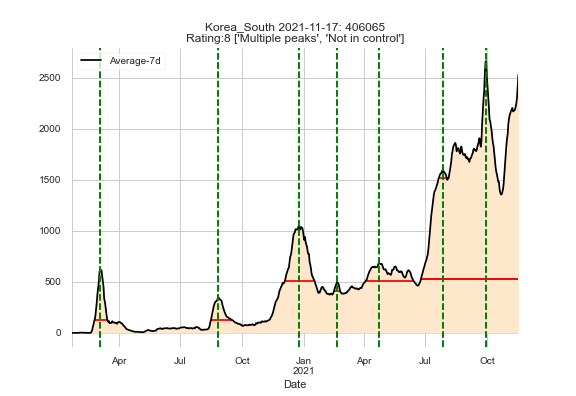 Korea_South 2021-11-17: 406065
Rating:8 ['Multiple peaks', 'Not in control']
Average-7d
2500
2000
1500
1000
500
0
Apr Jul Oct Jan Apr Jul Oct
2021
Date